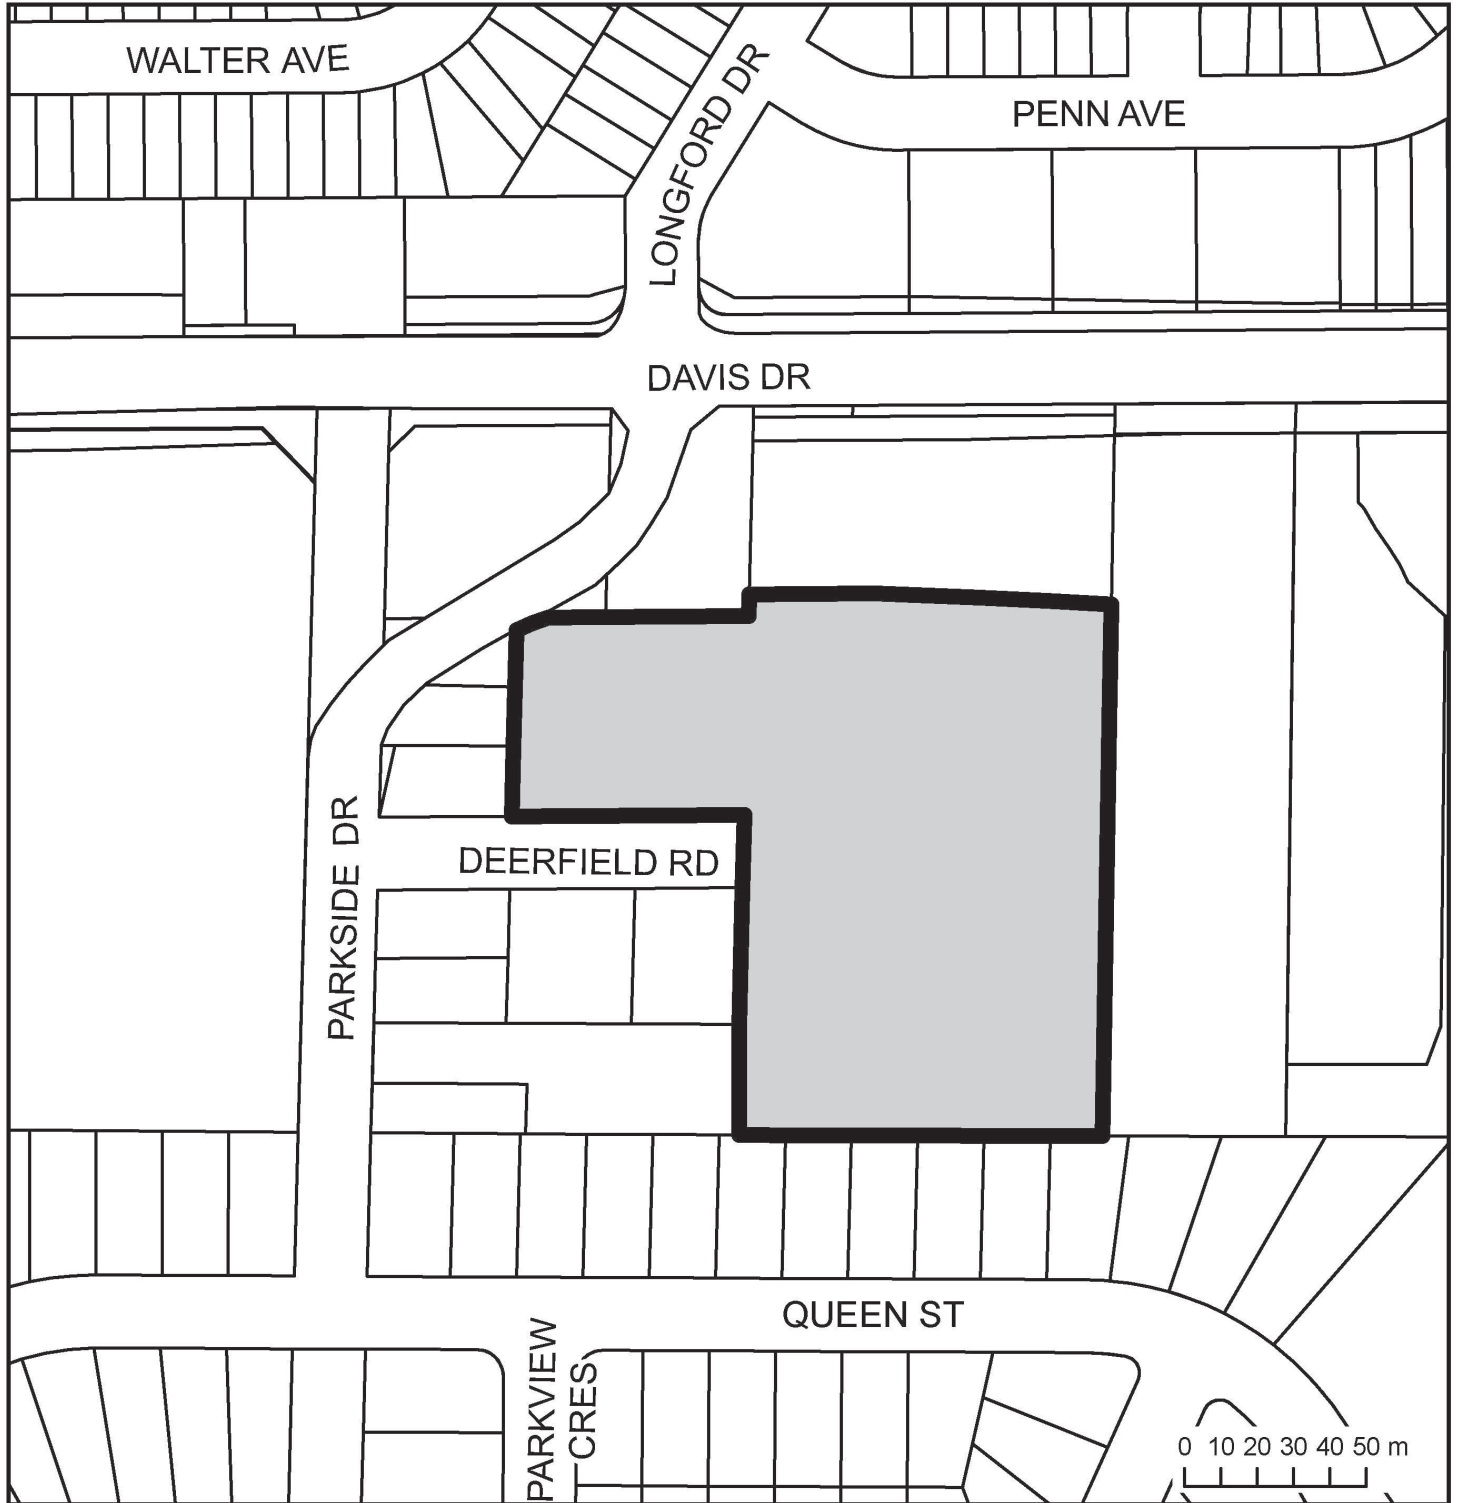 WALTER AVE
PENN AVE
LONGFORD DR
DAVIS DR
PARKSIDE DR
DEERFIELD RD
QUEEN ST
PARKVIEW
CRES
0 10 20 30 40 50 m